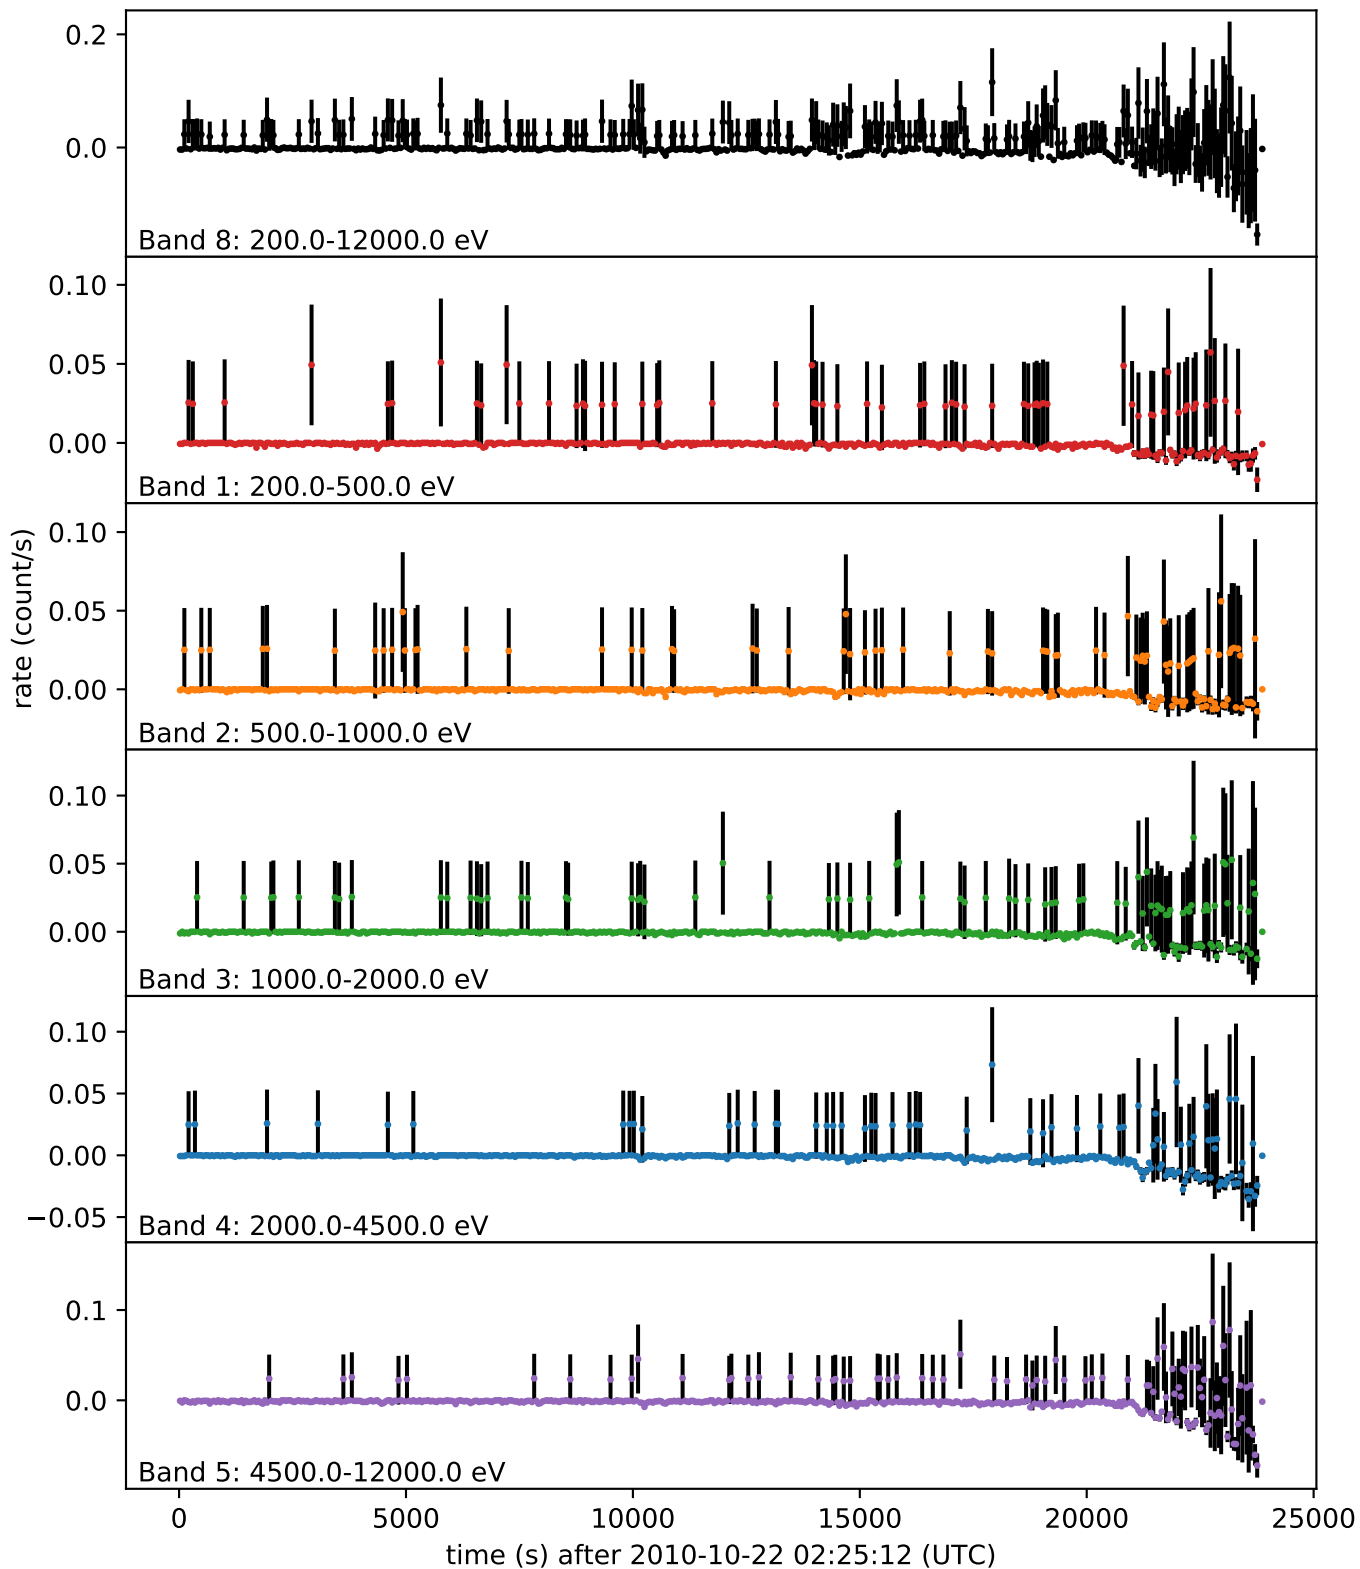 0.2
0.0
Band 8: 200.0-12000.0 eV
0.10
0.05
0.00
Band 1: 200.0-500.0 eV
rate (count/s)
0.10
0.05
0.00
Band 2: 500.0-1000.0 eV
0.10
0.05
0.00
Band 3: 1000.0-2000.0 eV
0.10
0.05
0.00
−0.05
Band 4: 2000.0-4500.0 eV
0.1
0.0
Band 5: 4500.0-12000.0 eV
0 5000 10000 15000 20000 25000
time (s) after 2010-10-22 02:25:12 (UTC)